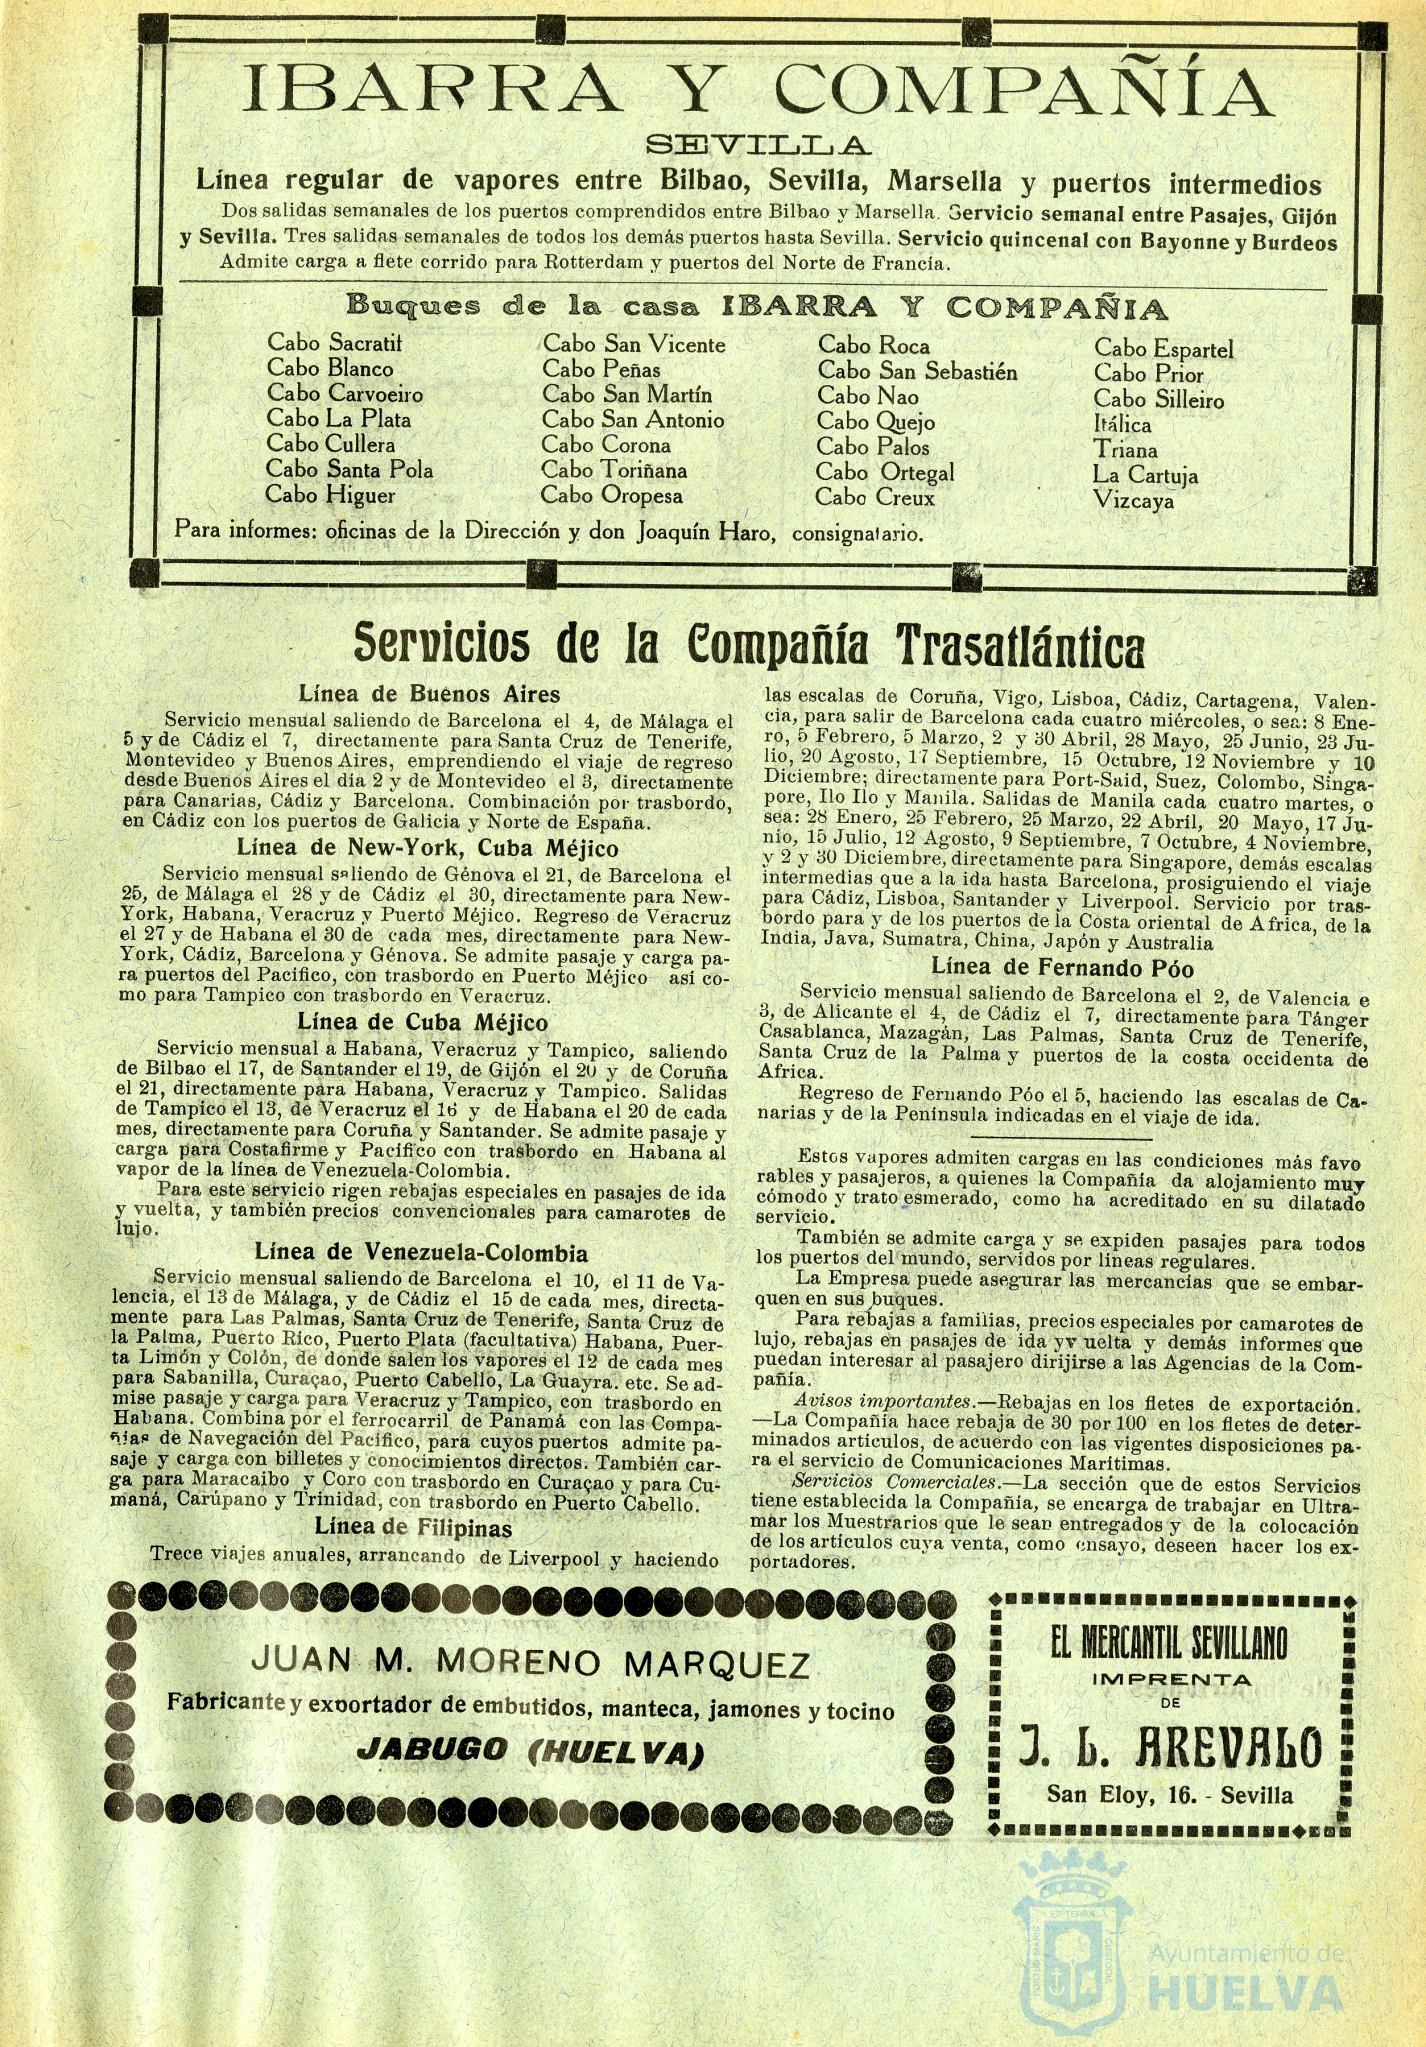 IBARRA Y COMPAÑÍA
SEVILLA
Línea regular de vapores entre Bilbao, Sevilla, Marsella y puertos intermedios
Dos salidas semanales de los puertos comprendidos entre Bilbao y Marsella. Servicio semanal entre Pasajes, Gijón
y Sevilla. Tres salidas semanales de todos los demás puertos hasta Sevilla. Servicio quincenal con Bayonne y Burdeos
Admite carga a flete corrido para Rotterdam y puertos del Norte de Francia.
Buques de la casa IBARRA Y COMPAÑIA
Cabo Sacratit
Cabo Blanco
Cabo Carvoeiro
Cabo La Plata
Cabo Cullera
Cabo Santa Pola
Cabo Higuer
Cabo San Vicente
Cabo Peñas
Cabo San Martín
Cabo San Antonio
Cabo Corona
Cabo Toriñana
Cabo Oropesa
Cabo Roca
Cabo San Sebastién
Cabo Nao
Cabo Quejo
Cabo Palos
Cabo Ortegal
Cabo Creux
Cabo Espartel
Cabo Prior
Cabo Silleiro
Itálica
Triana
La Cartuja
Vizcaya
Para informes: oficinas de la Dirección y don Joaquín Haro, consignatario.
Servicios de la Compañía Trasatlántica
Línea de Buenos Aires
Servicio mensual saliendo de Barcelona el 4, de Málaga el
5 y de Cádiz el 7, directamente para Santa Cruz de Tenerife,
Montevideo y Buenos Aires, emprendiendo el viaje de regreso
desde Buenos Aires el día 2 y de Montevideo el 3, directamente
para Canarias, Cádiz y Barcelona. Combinación por trasbordo,
en Cádiz con los puertos de Galicia y Norte de España.
Línea de New-York, Cuba Méjico
Servicio mensual saliendo de Génova el 21, de Barcelona el
25, de Málaga el 28 y de Cádiz el 30, directamente para New-
York, Habana, Veracruz y Puerto Méjico. Regreso de Veracruz
el 27 y de Habana el 30 de cada mes, directamente para New-
York, Cádiz, Barcelona y Génova. Se admite pasaje y carga pa-
ra puertos del Pacífico, con trasbordo en Puerto Méjico así co-
mo para Tampico con trasbordo en Veracruz.
Línea de Cuba Méjico
Servicio mensual a Habana, Veracruz y Tampico, saliendo
de Bilbao el 17, de Santander el 19, de Gijón el 20 y de Coruña
el 21, directamente para Habana, Veracruz y Tampico. Salidas
de Tampico el 13, de Veracruz el 16 y de Habana el 20 de cada
mes, directamente para Coruña y Santander. Se admite pasaje y
carga para Costafirme y Pacífico con trasbordo en Habana al
vapor de la línea de Venezuela-Colombia.
Para este servicio rigen rebajas especiales en pasajes de ida
y vuelta, y también precios convencionales para camarotes de
lujo.
Línea de Venezuela-Colombia
Servicio mensual saliendo de Barcelona el 10, el 11 de Va-
lencia, el 13 de Málaga, y de Cádiz el 15 de cada mes, directa-
mente para Las Palmas, Santa Cruz de Tenerife, Santa Cruz de
la Palma, Puerto Rico, Puerto Plata (facultativa) Habana, Puer-
ta Limón y Colón, de donde salen los vapores el 12 de cada mes
para Sabanilla, Curaçao, Puerto Cabello, La Guayra. etc. Se ad-
mise pasaje y carga para Veracruz y Tampico, con trasbordo en
Habana. Combina por el ferrocarril de Panamá con las Compa-
ñías de Navegación del Pacífico, para cuyos puertos admite pa-
saje y carga con billetes y conocimientos directos. También car-
ga para Maracaibo y Coro con trasbordo en Curaçao y para Cu-
maná, Carúpano y Trinidad, con trasbordo en Puerto Cabello.
Línea de Filipinas
Trece viajes anuales, arrancando de Liverpool y haciendo
las escalas de Coruña, Vigo, Lisboa, Cádiz, Cartagena, Valen-
cia, para salir de Barcelona cada cuatro miércoles, o sea: 8 Ene-
ro, 5 Febrero, 5 Marzo, 2 y 30 Abril, 28 Mayo, 25 Junio, 23 Ju-
lio, 20 Agosto, 17 Septiembre, 15 Octubre, 12 Noviembre y 10
Diciembre; directamente para Port-Said, Suez, Colombo, Singa-
pore, Ilo Ilo y Manila. Salidas de Manila cada cuatro martes, o
sea: 28 Enero, 25 Febrero, 25 Marzo, 22 Abril, 20 Mayo, 17 Ju-
nio, 15 Julio, 12 Agosto, 9 Septiembre, 7 Octubre, 4 Noviembre,
y 2 y 30 Diciembre, directamente para Singapore, demás escalas
intermedias que a la ida hasta Barcelona, prosiguiendo el viaje
para Cádiz, Lisboa, Santander y Liverpool. Servicio por tras-
bordo para y de los puertos de la Costa oriental de Africa, de la
India, Java, Sumatra, China, Japón y Australia
Línea de Fernando Póo
Servicio mensual saliendo de Barcelona el 2, de Valencia e
3, de Alicante el 4, de Cádiz el 7, directamente para Tánger
Casablanca, Mazagán, Las Palmas, Santa Cruz de Tenerife,
Santa Cruz de la Palma y puertos de la costa occidenta de
Africa.
Regreso de Fernando Póo el 5, haciendo las escalas de Ca-
narias y de la Península indicadas en el viaje de ida.
Estos vapores admiten cargas en las condiciones más favo
rables y pasajeros, a quienes la Compañía da alojamiento muy
cómodo y trato esmerado, como ha acreditado en su dilatado
servicio.
También se admite carga y se expiden pasajes para todos
los puertos del mundo, servidos por líneas regulares.
La Empresa puede asegurar las mercancías que se embar-
quen en sus buques.
Para rebajas a familias, precios especiales por camarotes de
lujo, rebajas en pasajes de ida yv uelta y demás informes que
puedan interesar al pasajero dirijirse a las Agencias de la Com-
pañía.
Avisos importantes.—Rebajas en los fletes de exportación.
—La Compañía hace rebaja de 30 por 100 en los fletes de deter-
minados artículos, de acuerdo con las vigentes disposiciones pa-
ra el servicio de Comunicaciones Marítimas.
Servicios Comerciales.—La sección que de estos Servicios
tiene establecida la Compañía, se encarga de trabajar en Ultra-
mar los Muestrarios que le sean entregados y de la colocación
de los artículos cuya venta, como ensayo, deseen hacer los ex-
portadores.
JUAN M. MORENO MARQUEZ
Fabricante y exportador de embutidos, manteca, jamones y tocino
JABUGO (HUELVA)
EL MERCANTIL SEVILLANO
IMPRENTA
DE
J. L. AREVALO
San Eloy, 16. - Sevilla
Ayuntamiento de
HUELVA